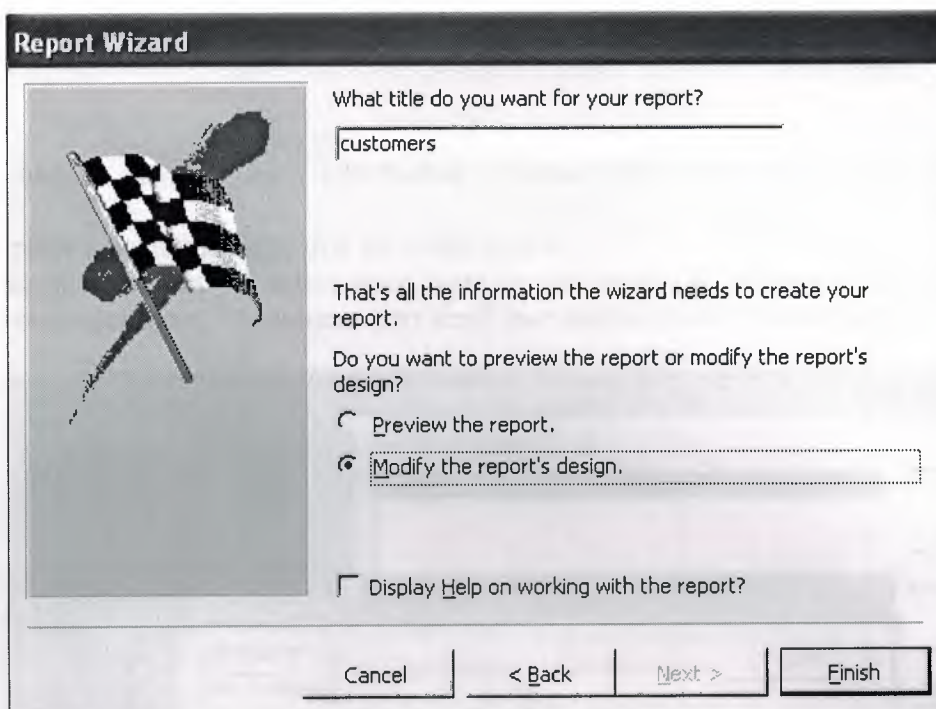 Report Wizard
What title do you want for your report?
customers
That's all the information the wizard needs to create your
report.
Do you want to preview the report or modify the report's
design?
Preview the report.
Modify the report's design.
Display Help on working with the report?
Cancel
< Back
Next >
Finish